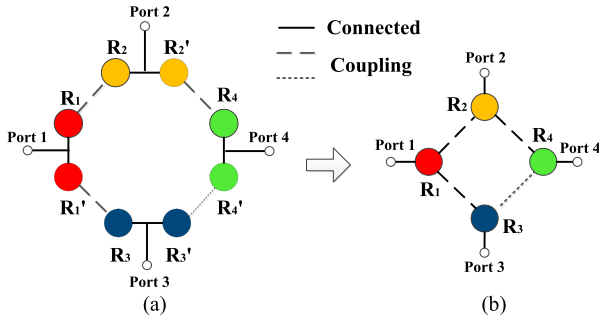 Port 2
Connected
Coupling
R2
R2'
R1
R4
Port 1
Port 4
R1'
R4'
R3
R3'
Port 3
(a)
Port 2
R2
R4
Port 1
Port 4
R1
R3
Port 3
(b)